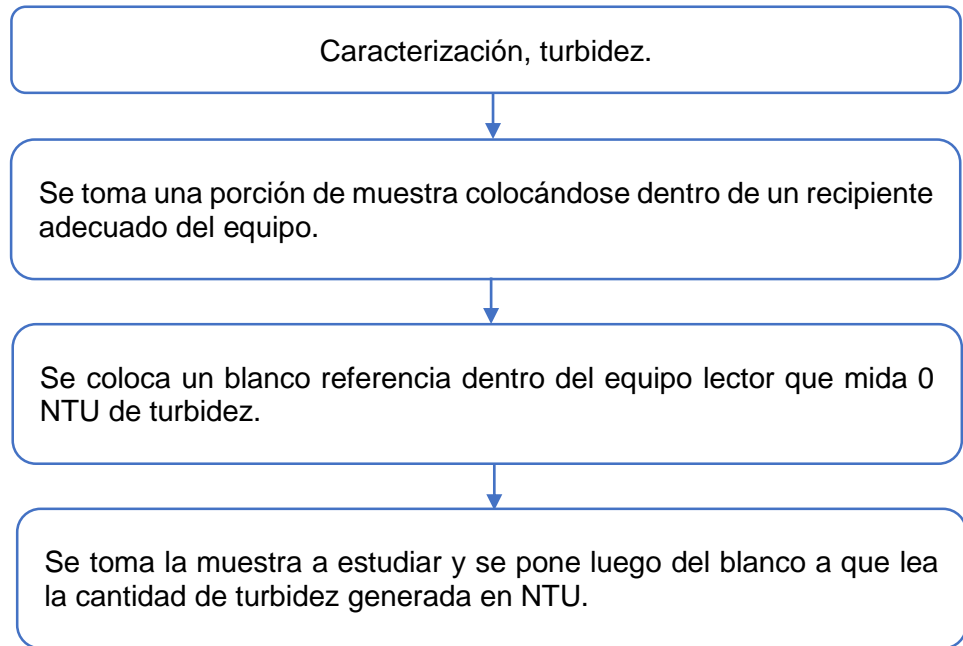 Caracterización, turbidez.
Se toma una porción de muestra colocándose dentro de un recipiente
adecuado del equipo.
Se coloca un blanco referencia dentro del equipo lector que mida 0
NTU de turbidez.
Se toma la muestra a estudiar y se pone luego del blanco a que lea
la cantidad de turbidez generada en NTU.